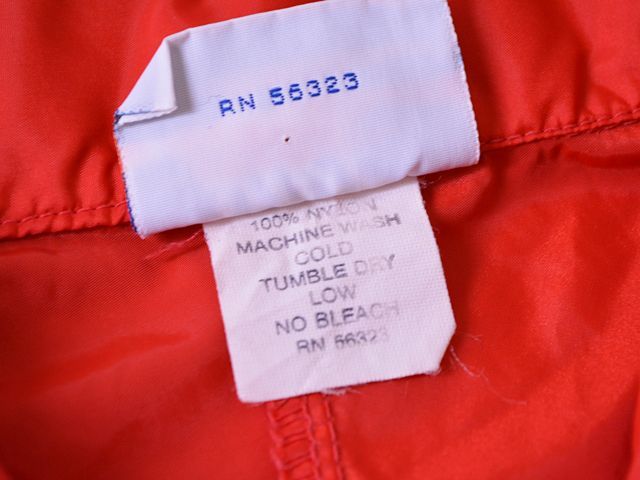 RN 56323
100% NYLON
MACHINE WASH
COLD
TUMBLE DRY
LOW
NO BLEACH
RN 56323